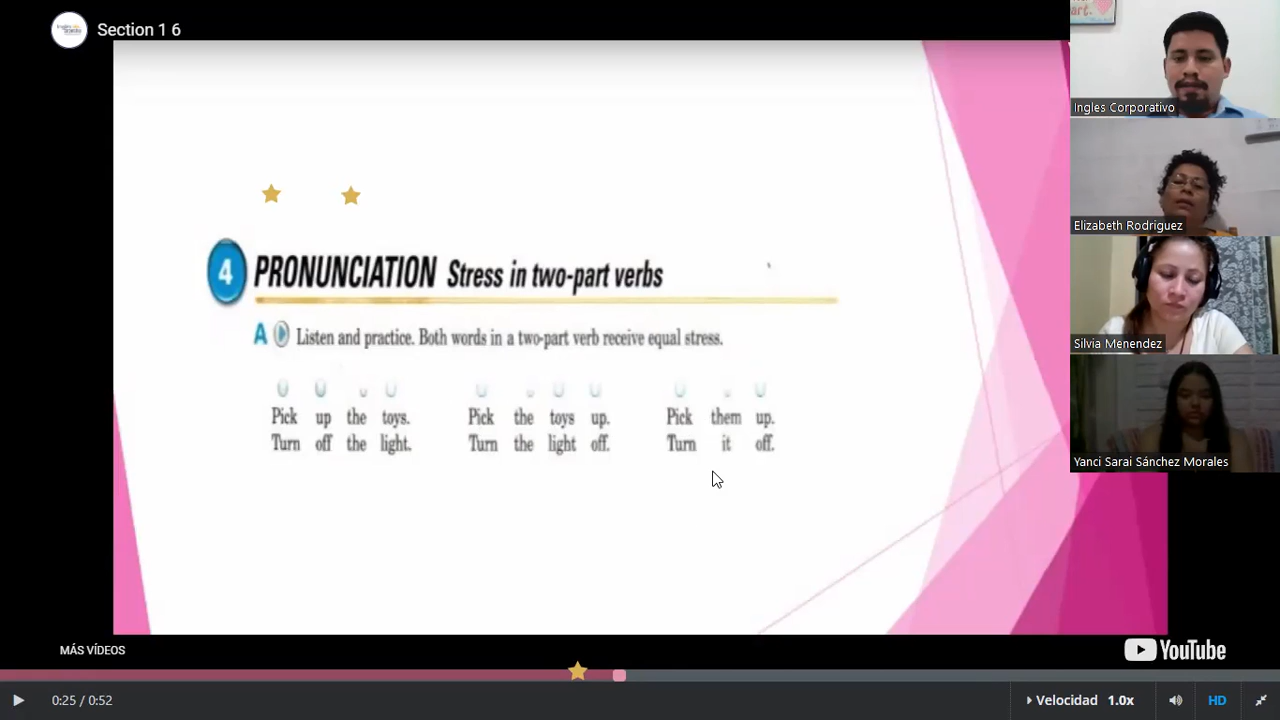 Section 1 6
Ingles Corporativo
Elizabeth Rodriguez
Silvia Menendez
Yanci Sarai Sánchez Morales
4 PRONUNCIATION Stress in two-part verbs
A Listen and practice. Both words in a two-part verb receive equal stress.
Pick up the toys. Pick the toys up. Pick them up.
Turn off the light. Turn the light off. Turn it off.
MÁS VÍDEOS
YouTube
0:25 / 0:52
Velocidad 1.0x
HD